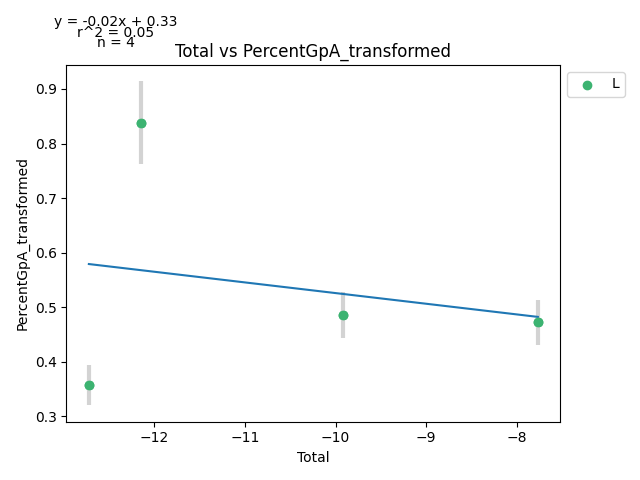 y = -0.02x + 0.33
r^2 = 0.05
n = 4
Total vs PercentGpA_transformed
L
PercentGpA_transformed
0.9
0.8
0.7
0.6
0.5
0.4
0.3
−12
−11
−10
−9
−8
Total